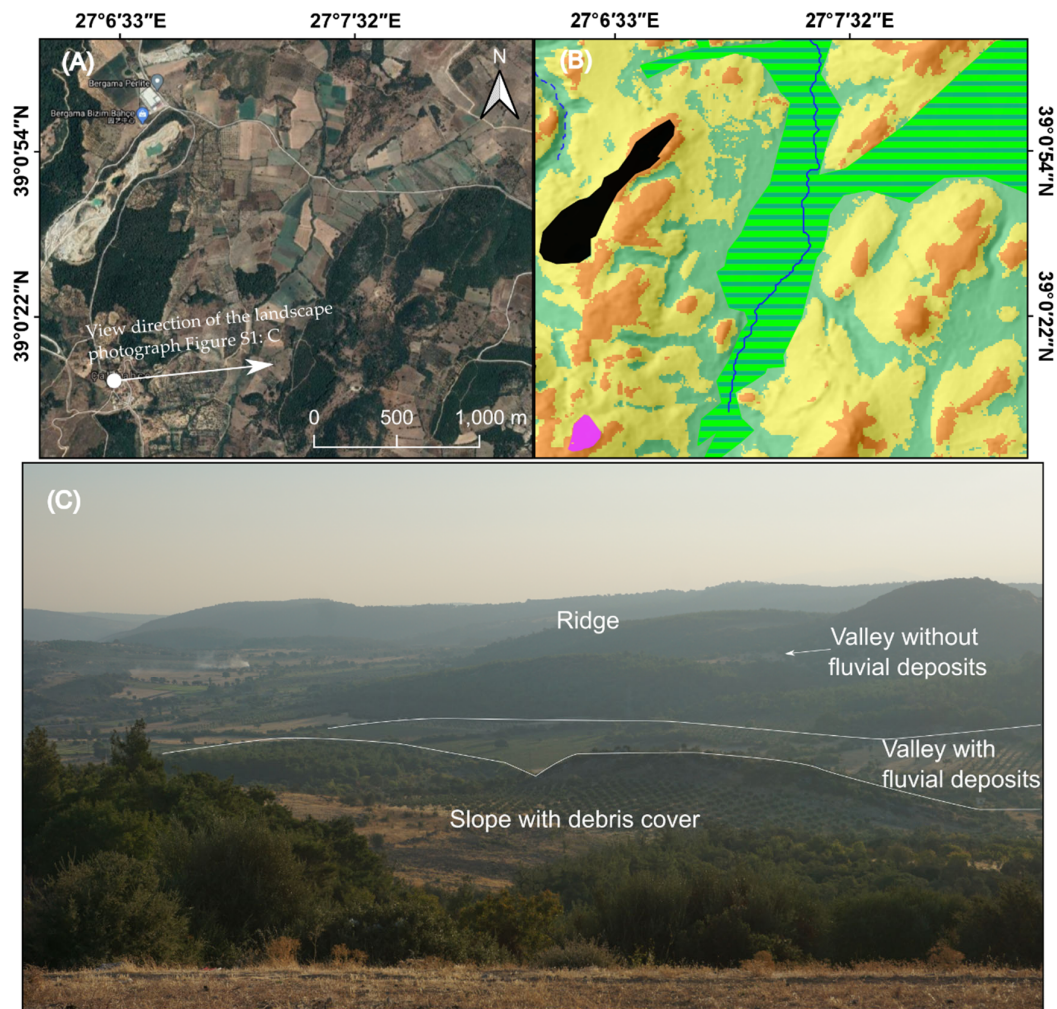 27°6'33"E
27°7'32"E
27°6'33"E
27°7'32"E
(A)
N
(B)
Bergama Perlite
Bergama Bizim Bahçe
39°0'54"N
39°0'54"N
39°0'22"N
39°0'22"N
View direction of the landscape
photograph Figure S1: C
0 500 1,000 m
(C)
Ridge
Valley without
fluvial deposits
Valley with
fluvial deposits
Slope with debris cover